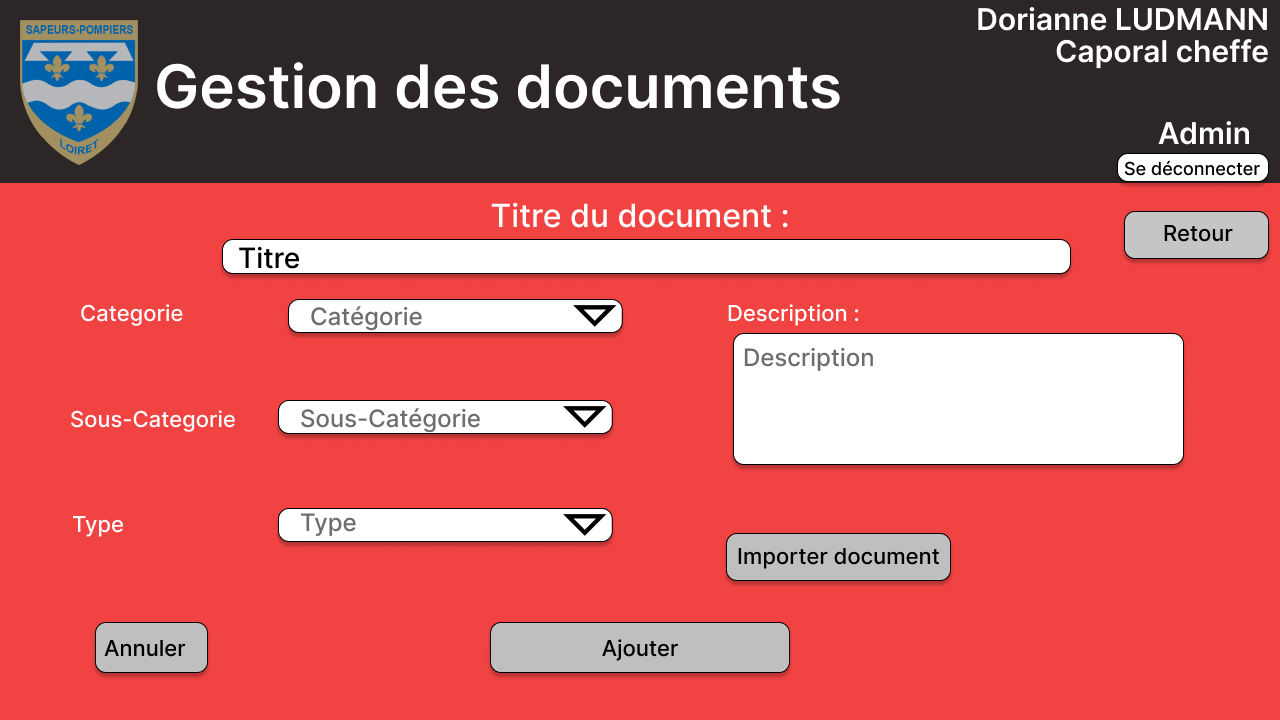 SAPEURS-POMPIERS
LOIRET
Gestion des documents
Dorianne LUDMANN
Caporal cheffe
Admin
Se déconnecter
Titre du document :
Retour
Titre
Categorie
Catégorie
Description :
Description
Sous-Categorie
Sous-Catégorie
Type
Type
Importer document
Annuler
Ajouter